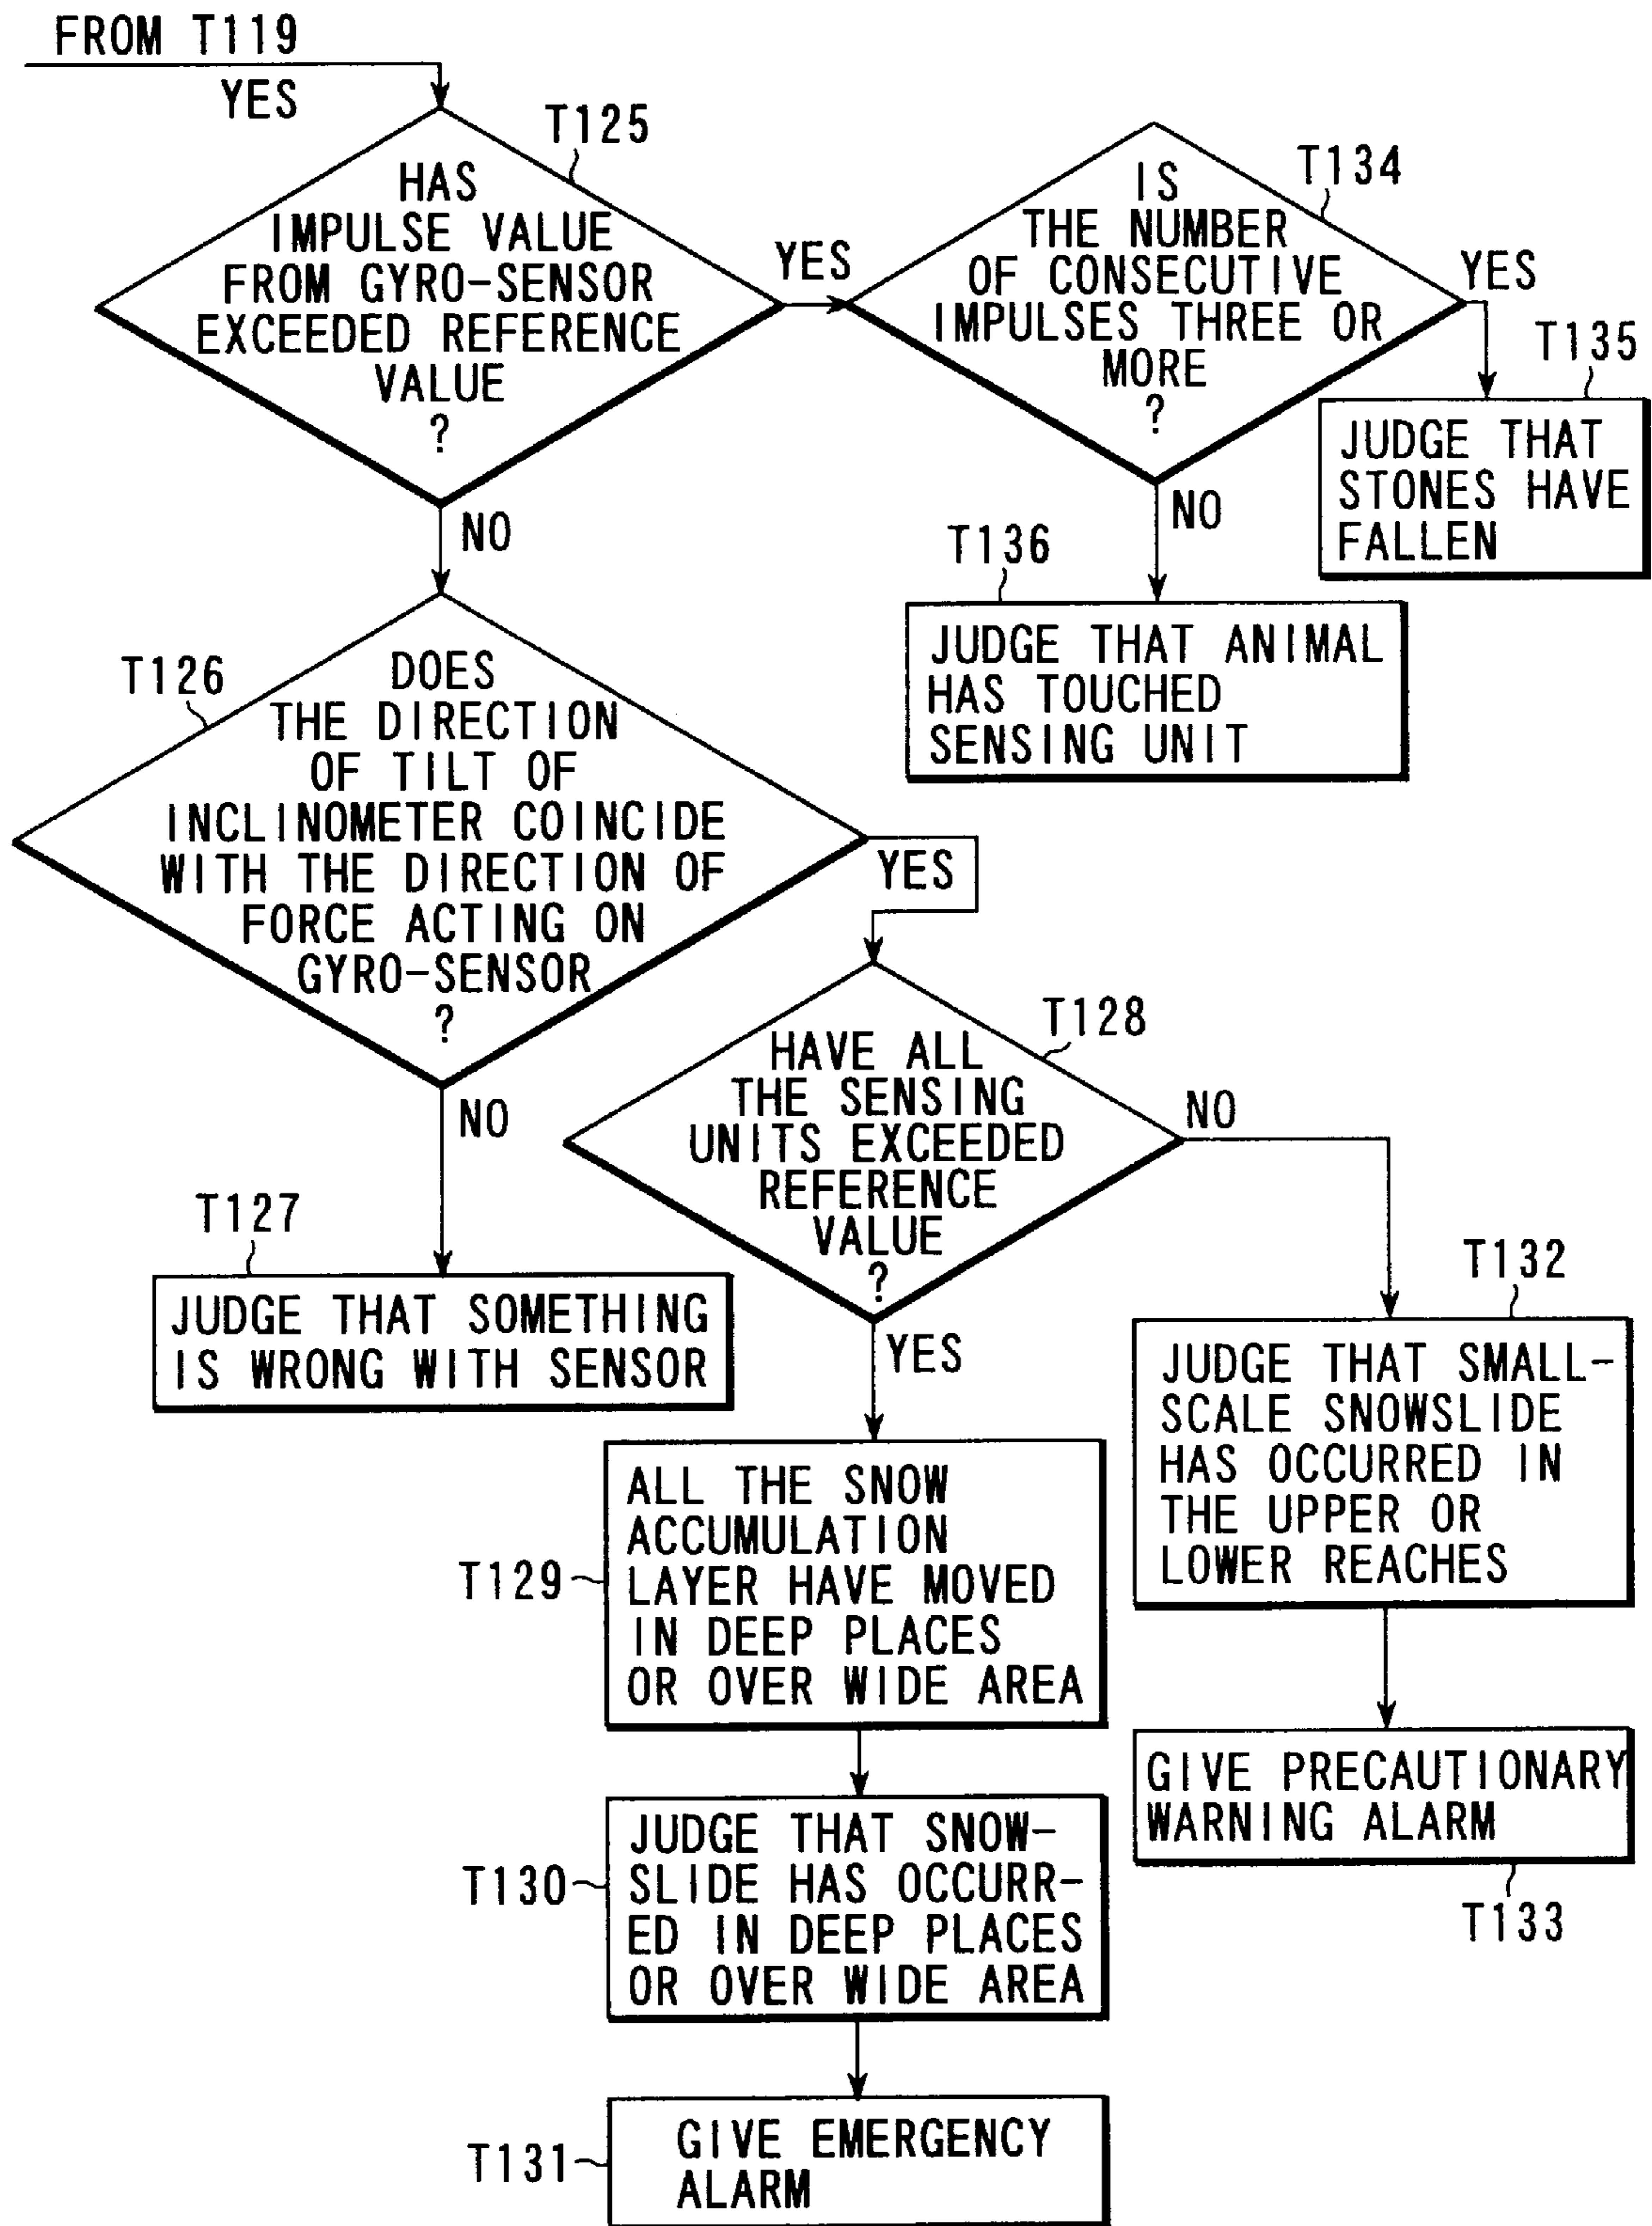 FROM T119
YES
T125
HAS
IMPULSE VALUE
FROM GYRO-SENSOR
EXCEEDED REFERENCE
VALUE
?
YES
NO
T134
IS
THE NUMBER
OF CONSECUTIVE
IMPULSES THREE OR
MORE
?
YES
NO
T135
JUDGE THAT
STONES HAVE
FALLEN
T136
JUDGE THAT ANIMAL
HAS TOUCHED
SENSING UNIT
T126
DOES
THE DIRECTION
OF TILT OF
INCLINOMETER COINCIDE
WITH THE DIRECTION OF
FORCE ACTING ON
GYRO-SENSOR
?
YES
NO
T127
JUDGE THAT SOMETHING
IS WRONG WITH SENSOR
T128
HAVE ALL
THE SENSING
UNITS EXCEEDED
REFERENCE
VALUE
?
NO
YES
T132
JUDGE THAT SMALL-
SCALE SNOWSLIDE
HAS OCCURRED IN
THE UPPER OR
LOWER REACHES
T129
ALL THE SNOW
ACCUMULATION
LAYER HAVE MOVED
IN DEEP PLACES
OR OVER WIDE AREA
GIVE PRECAUTIONARY
WARNING ALARM
T133
T130
JUDGE THAT SNOW-
SLIDE HAS OCCURR-
ED IN DEEP PLACES
OR OVER WIDE AREA
T131
GIVE EMERGENCY
ALARM